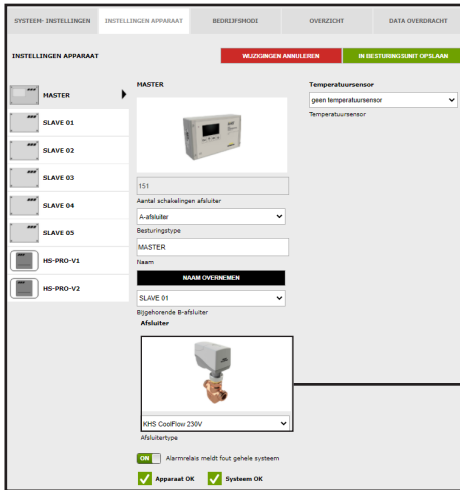 SYSTEEM- INSTELLINGEN
INSTELLINGEN APPARAAT
BEDRIJFSMODI
OVERZICHT
DATA OVERDRACHT
INSTELLINGEN APPARAAT
WIJZIGINGEN ANNULEREN
IN BESTURINGSUNIT OPSLAAN
MASTER
SLAVE 01
SLAVE 02
SLAVE 03
SLAVE 04
SLAVE 05
HS-PRO-V1
HS-PRO-V2
MASTER
151
Aantal schakelingen afsluiter
A-afsluiter
Besturingstype
MASTER
Naam
NAAM OVERNEMEN
SLAVE 01
Bijgehorende B-afsluiter
Afsluiter
KHS CoolFlow 230V
Afsluitertype
ON
Alarmrelais meldt fout gehele systeem
Apparaat OK
Systeem OK
Temperatuursensor
geen temperatuursensor
Temperatuursensor